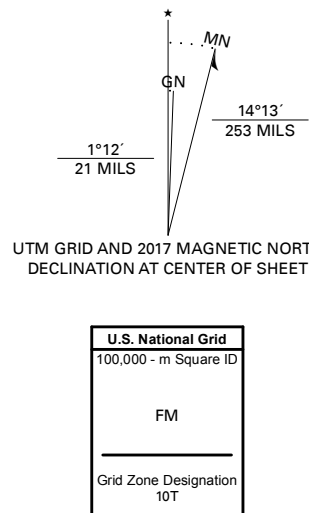 ★
MN
GN
14°13´
253 MILS
1°12´
21 MILS
UTM GRID AND 2017 MAGNETIC NORT
DECLINATION AT CENTER OF SHEET
U.S. National Grid
100,000 - m Square ID
FM
Grid Zone Designation
10T